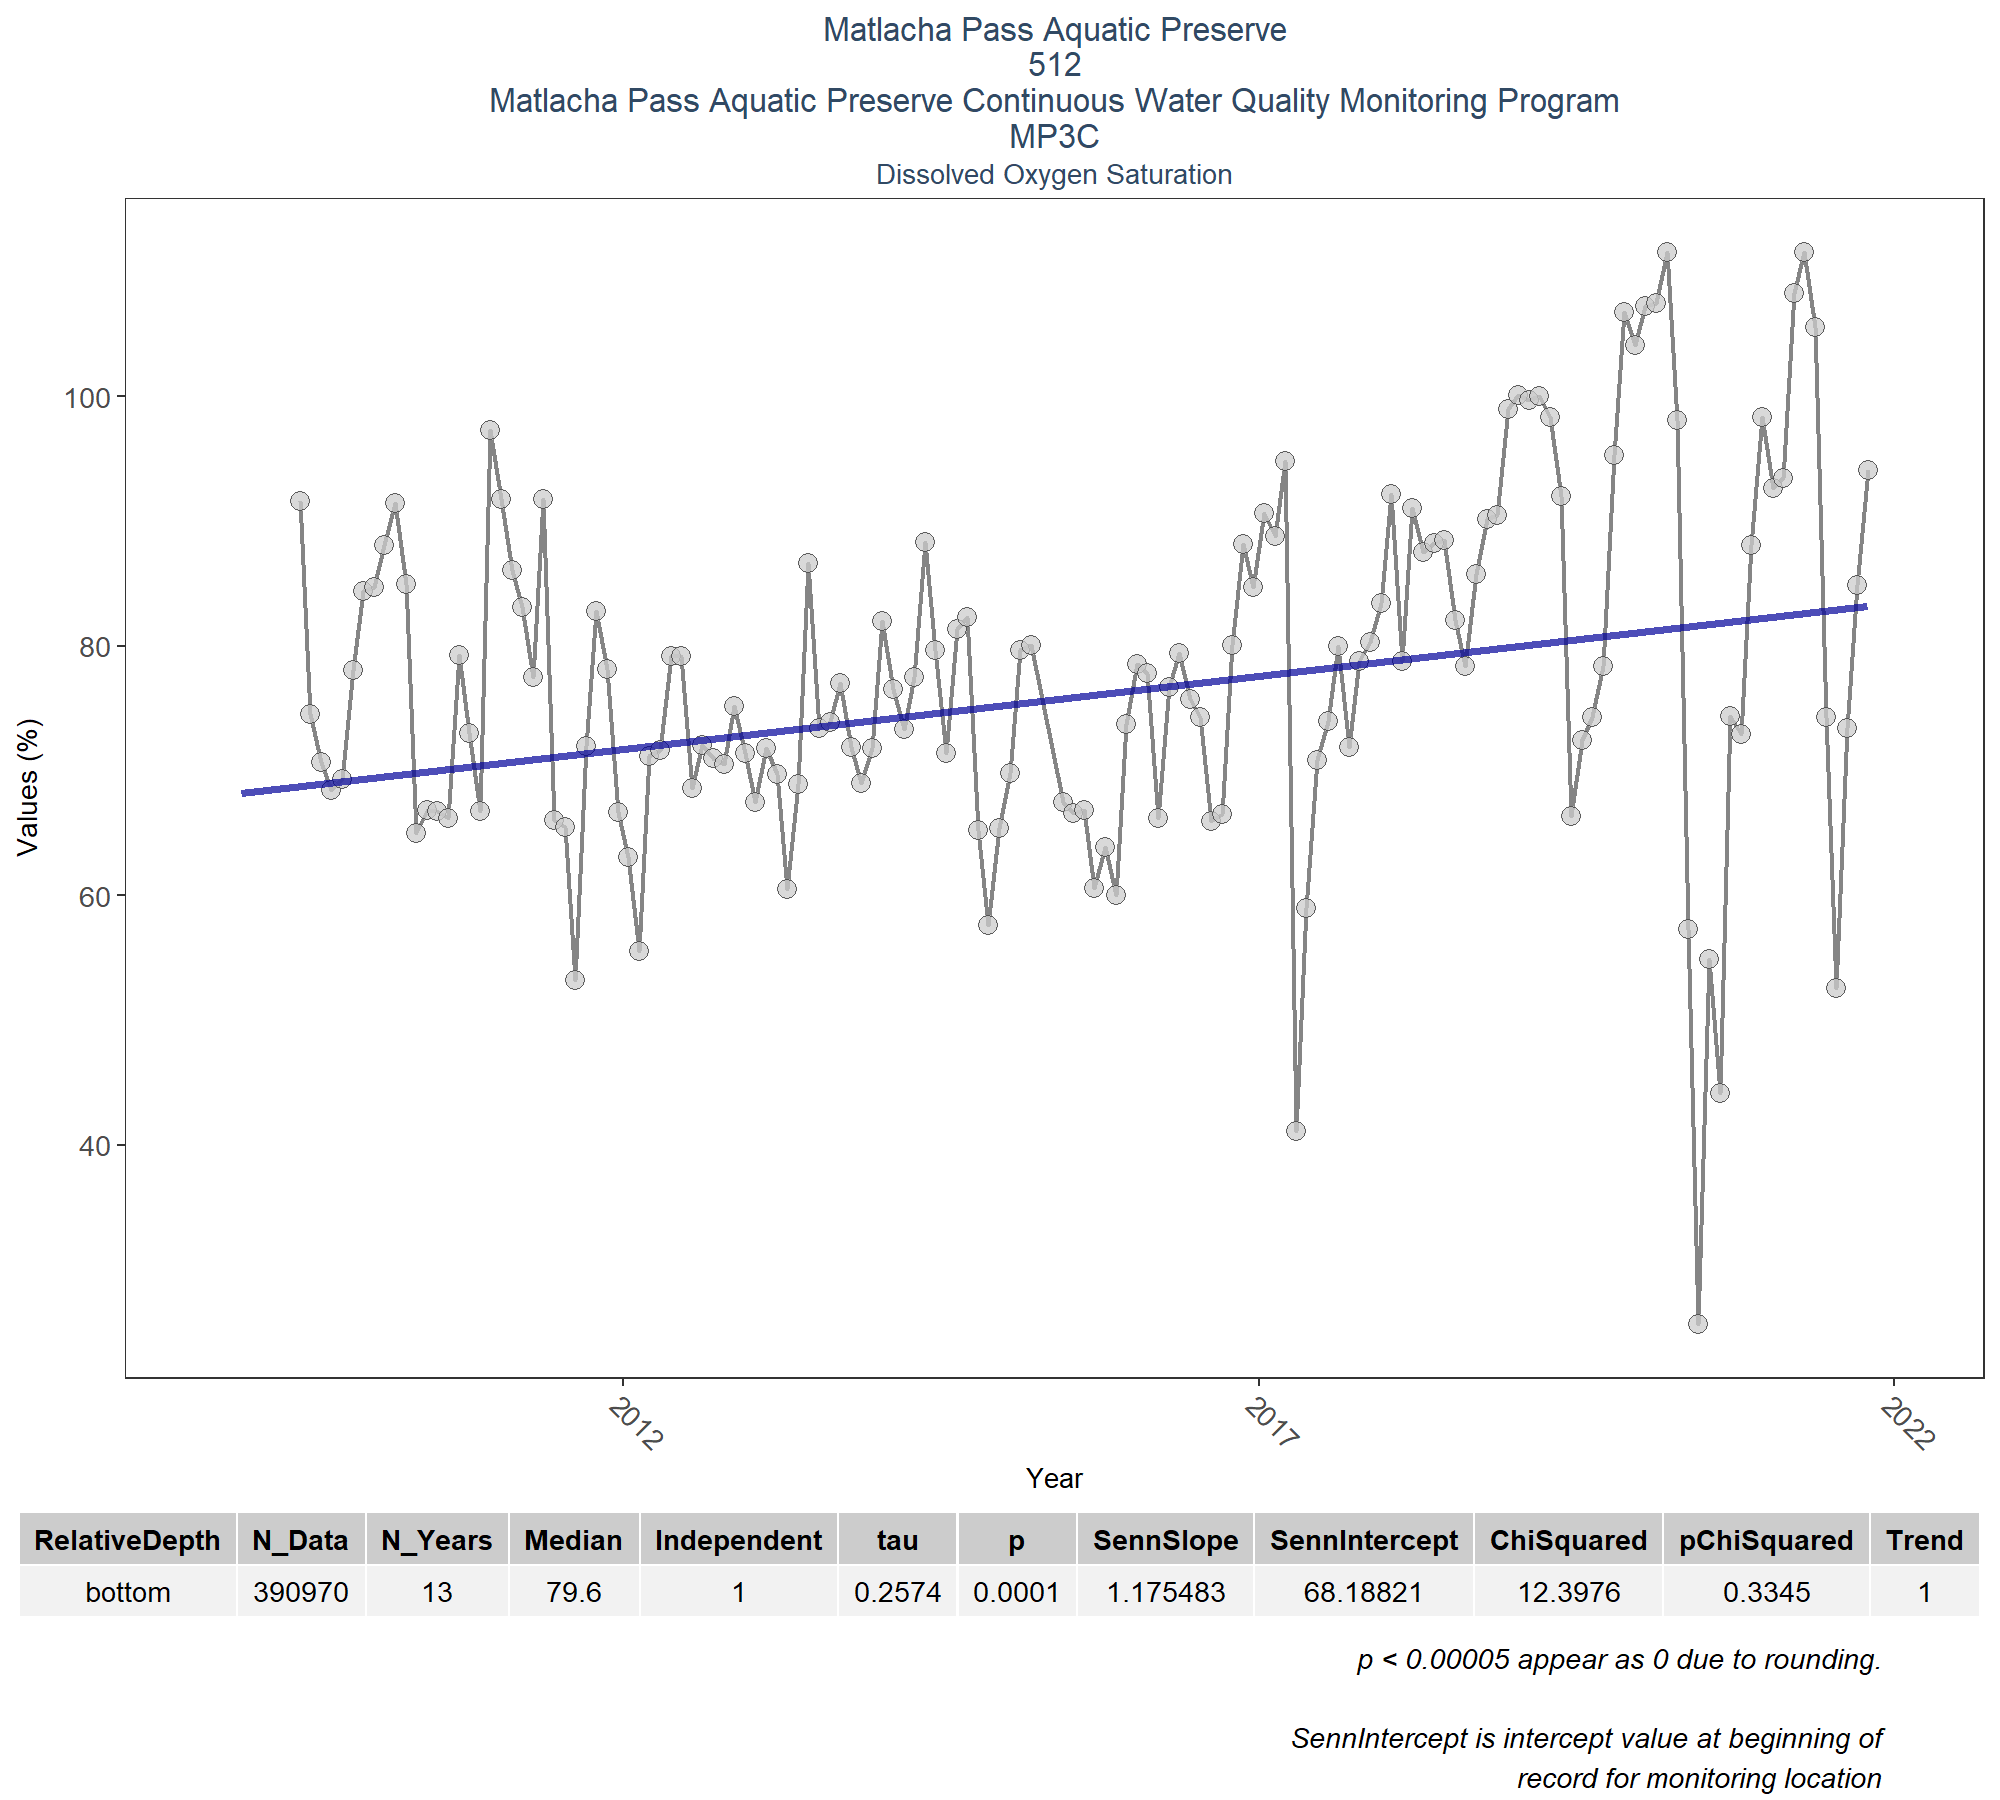 Matlacha Pass Aquatic Preserve
512
Matlacha Pass Aquatic Preserve Continuous Water Quality Monitoring Program
MP3C
Dissolved Oxygen Saturation
100
80
60
40
Values (%)
2012 2017 2022
Year
RelativeDepth N_Data N_Years Median Independent tau p SennSlope SennIntercept ChiSquared pChiSquared Trend
bottom 390970 13 79.6 1 0.2574 0.0001 1.175483 68.18821 12.3976 0.3345 1
p < 0.00005 appear as 0 due to rounding.
SennIntercept is intercept value at beginning of
record for monitoring location